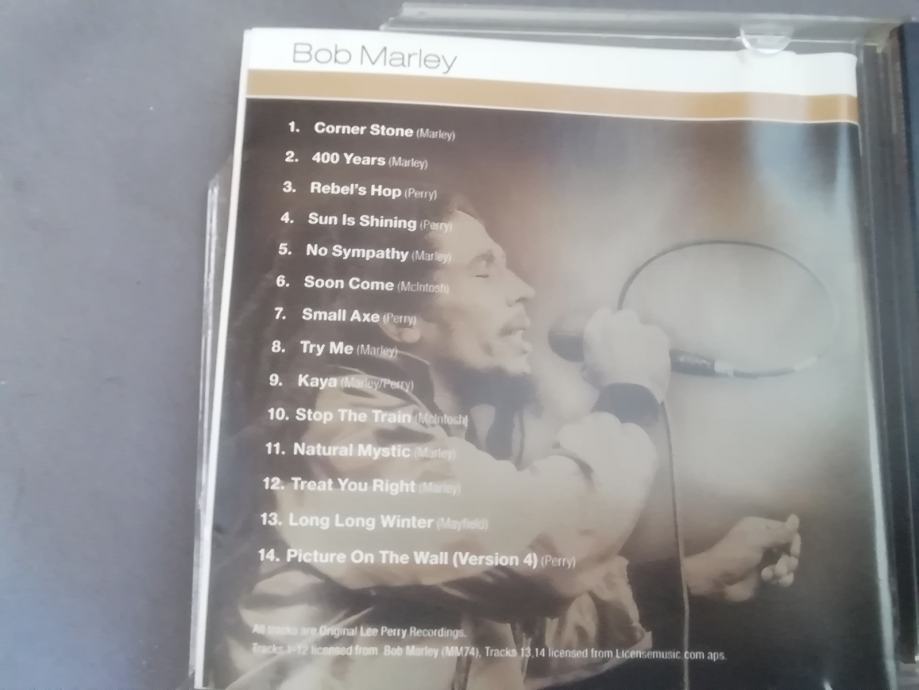 Bob Marley
1. Corner Stone (Marley)
2. 400 Years (Marley)
3. Rebel's Hop (Perry)
4. Sun Is Shining (Perry)
5. No Sympathy (Marley)
6. Soon Come (McIntosh)
7. Small Axe (Perry)
8. Try Me (Marley)
9. Kaya (Marley/Perry)
10. Stop The Train (McIntosh)
11. Natural Mystic (Marley)
12. Treat You Right (Marley)
13. Long Long Winter (Mayfield)
14. Picture On The Wall (Version 4) (Perry)
All tracks are Original Lee Perry Recordings.
Tracks 1-12 licensed from Bob Marley (MM74), Tracks 13,14 licensed from Licensemusic.com aps.